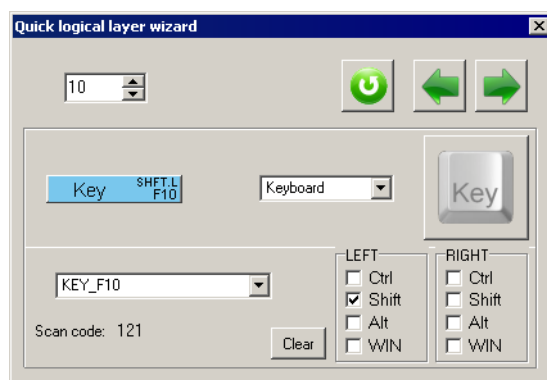 Quick logical layer wizard
10
Key SHFT.L
F10
Keyboard
Key
LEFT
Ctrl
Shift
Alt
WIN
RIGHT
Ctrl
Shift
Alt
WIN
KEY_F10
Scan code: 121
Clear